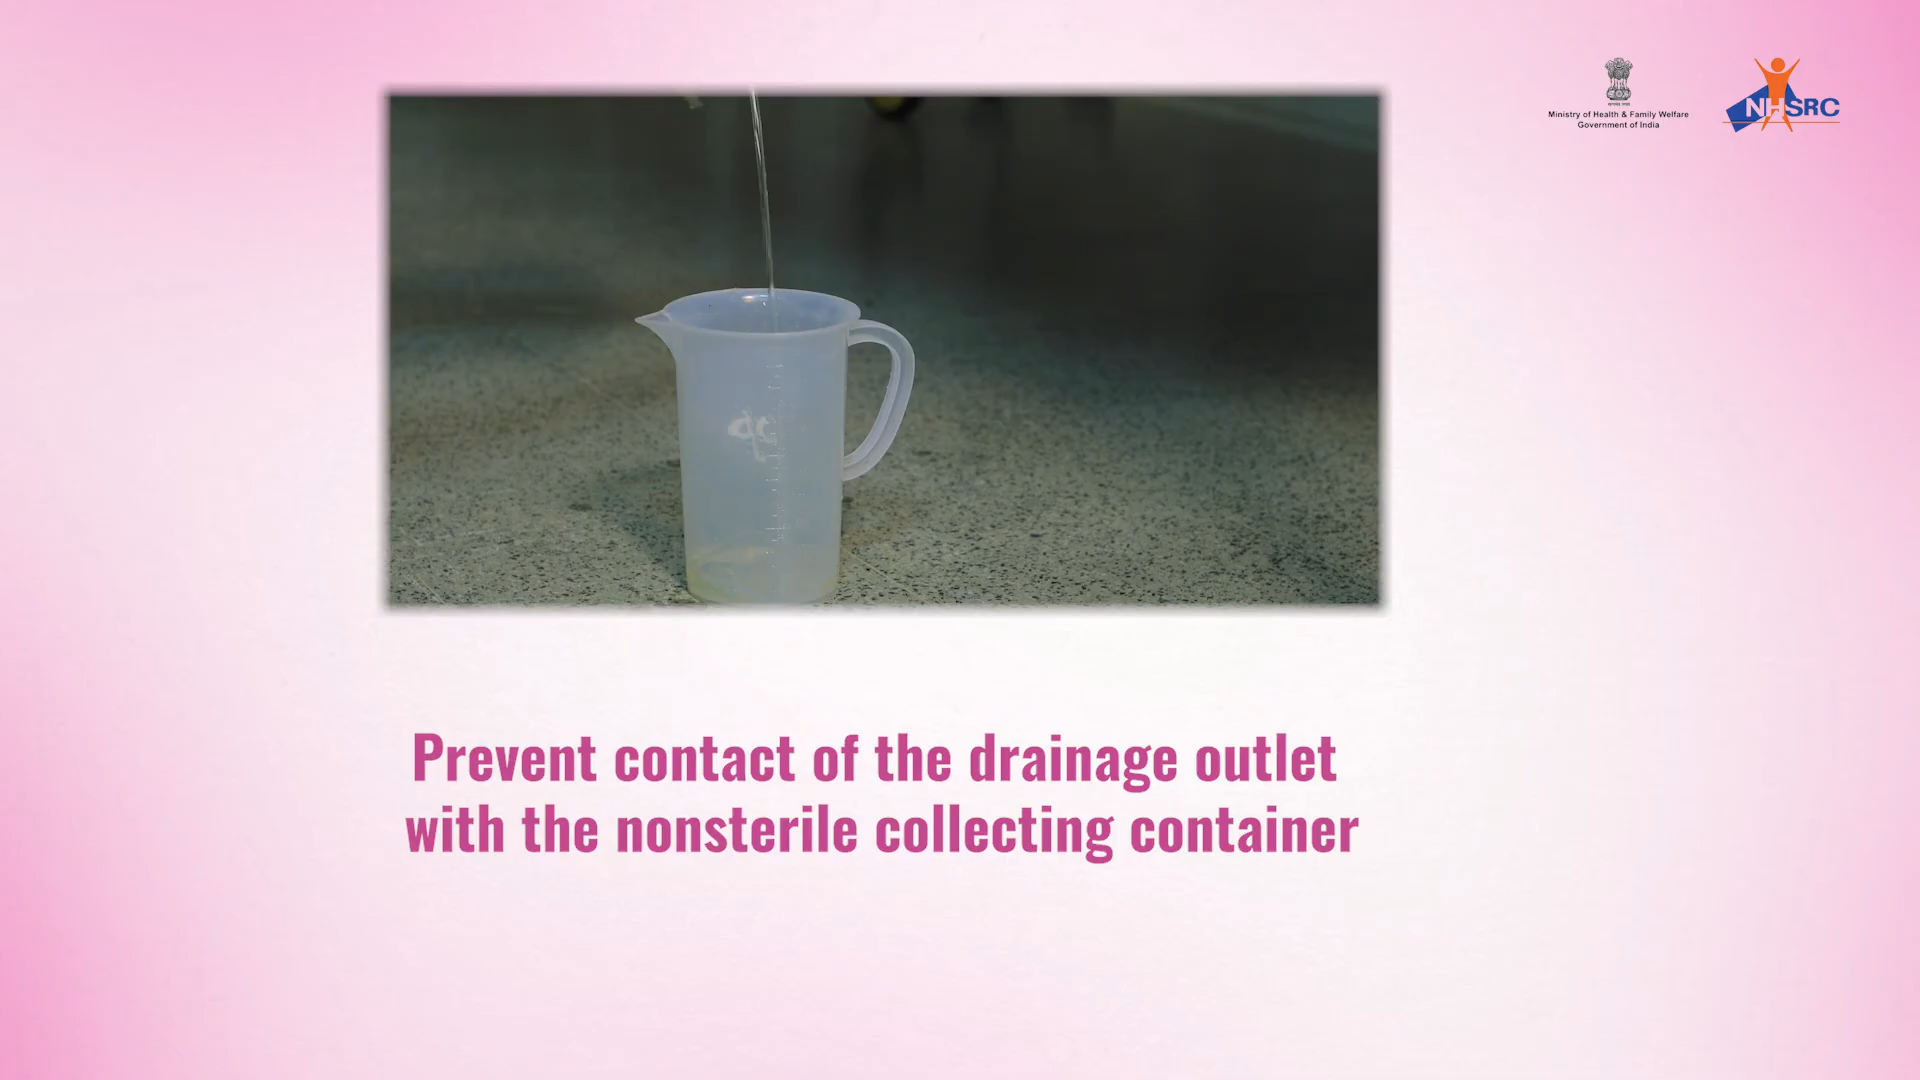 Ministry of Health & Family Welfare
Government of India
NHSRC
Prevent contact of the drainage outlet
with the nonsterile collecting container